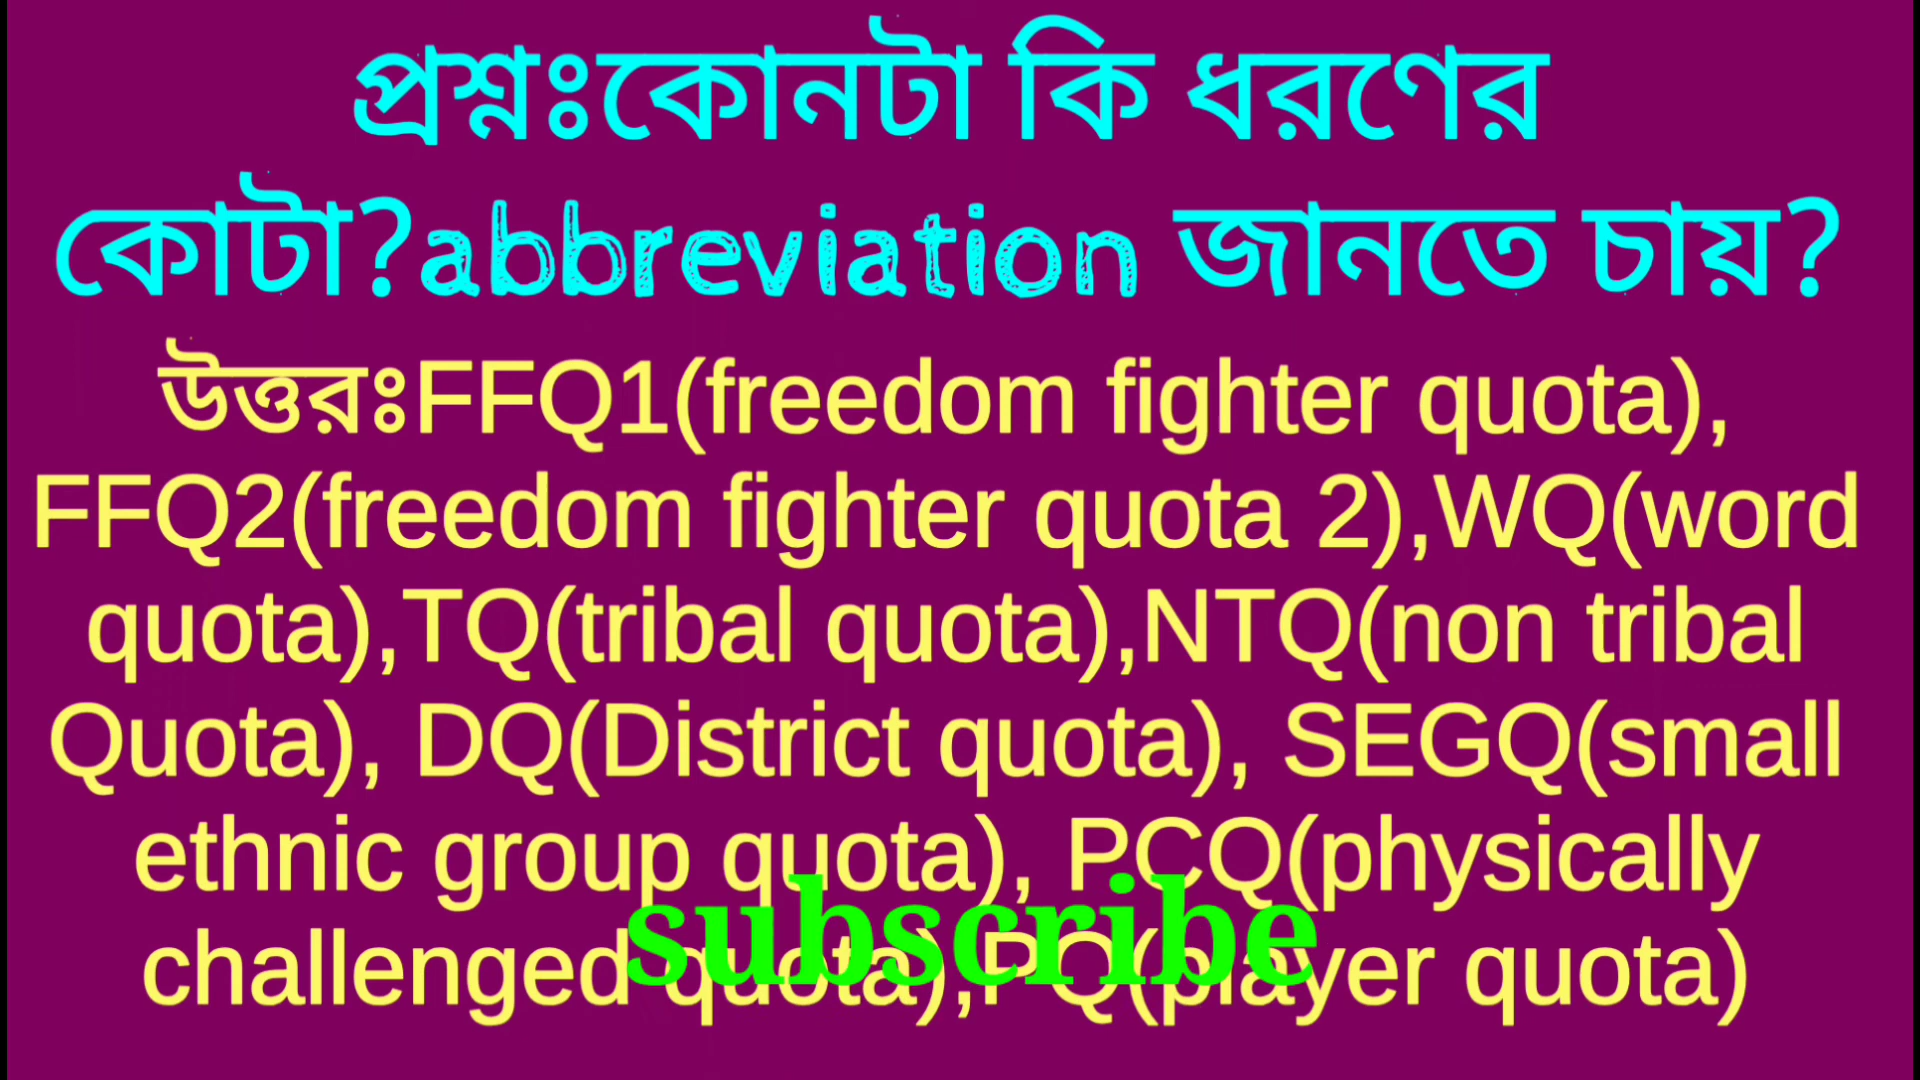 প্রশ্নঃকোনটা কি ধরণের
কোটা?abbreviation জানতে চায়?
উত্তরঃFFQ1(freedom fighter quota),
FFQ2(freedom fighter quota 2),WQ(word
quota),TQ(tribal quota),NTQ(non tribal
Quota), DQ(District quota), SEGQ(small
ethnic group quota), PCQ(physically
challenged quota),PQ(player quota)
subscribe